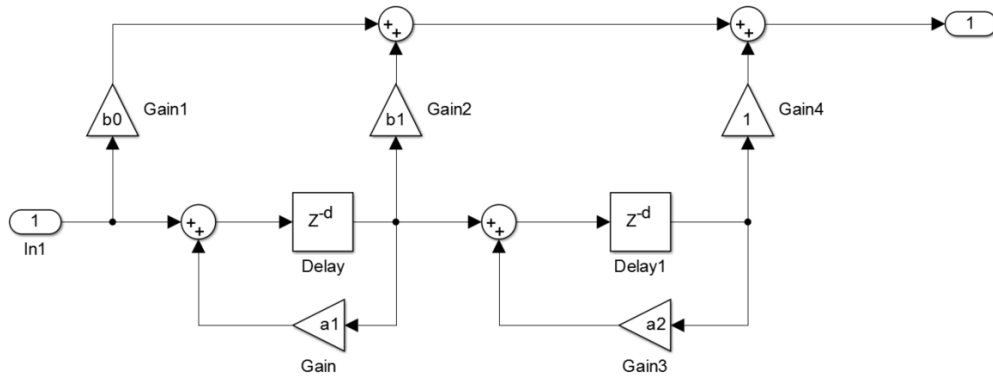 1
b0
Gain1
b1
Gain2
1
Gain4
1
In1
Z-d
Delay
Z-d
Delay1
a1
Gain
a2
Gain3
+ +
+ +
+ +
+ +